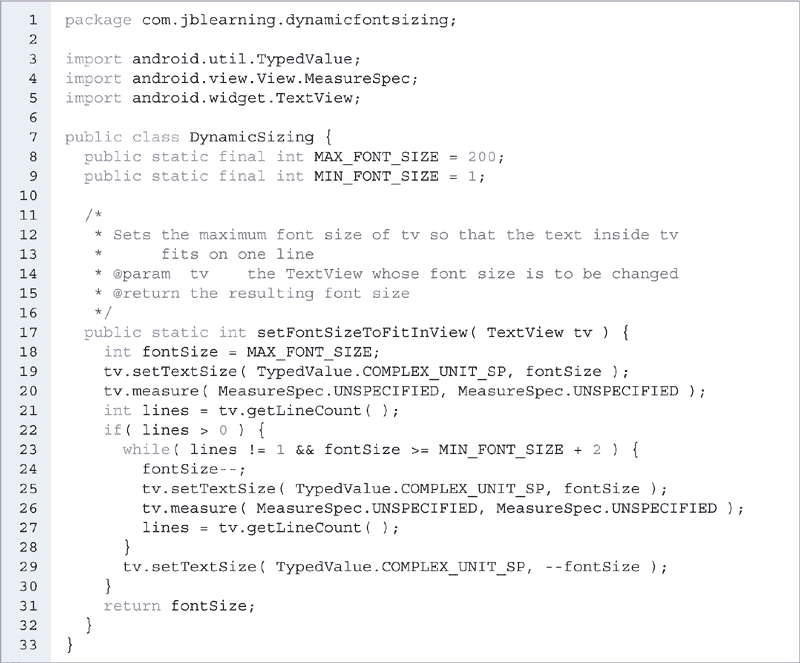 1 package com.jblearning.dynamicfontsizing;
2
3 import android.util.TypedValue;
4 import android.view.View.MeasureSpec;
5 import android.widget.TextView;
6
7 public class DynamicSizing {
8   public static final int MAX_FONT_SIZE = 200;
9   public static final int MIN_FONT_SIZE = 1;
10
11   /*
12    * Sets the maximum font size of tv so that the text inside tv
13    *      fits on one line
14    * @param  tv    the TextView whose font size is to be changed
15    * @return the resulting font size
16    */
17   public static int setFontSizeToFitInView( TextView tv ) {
18     int fontSize = MAX_FONT_SIZE;
19     tv.setTextSize( TypedValue.COMPLEX_UNIT_SP, fontSize );
20     tv.measure( MeasureSpec.UNSPECIFIED, MeasureSpec.UNSPECIFIED );
21     int lines = tv.getLineCount( );
22     if( lines > 0 ) {
23       while( lines != 1 && fontSize >= MIN_FONT_SIZE + 2 ) {
24         fontSize--;
25         tv.setTextSize( TypedValue.COMPLEX_UNIT_SP, fontSize );
26         tv.measure( MeasureSpec.UNSPECIFIED, MeasureSpec.UNSPECIFIED );
27         lines = tv.getLineCount( );
28       }
29       tv.setTextSize( TypedValue.COMPLEX_UNIT_SP, --fontSize );
30     }
31     return fontSize;
32   }
33 }